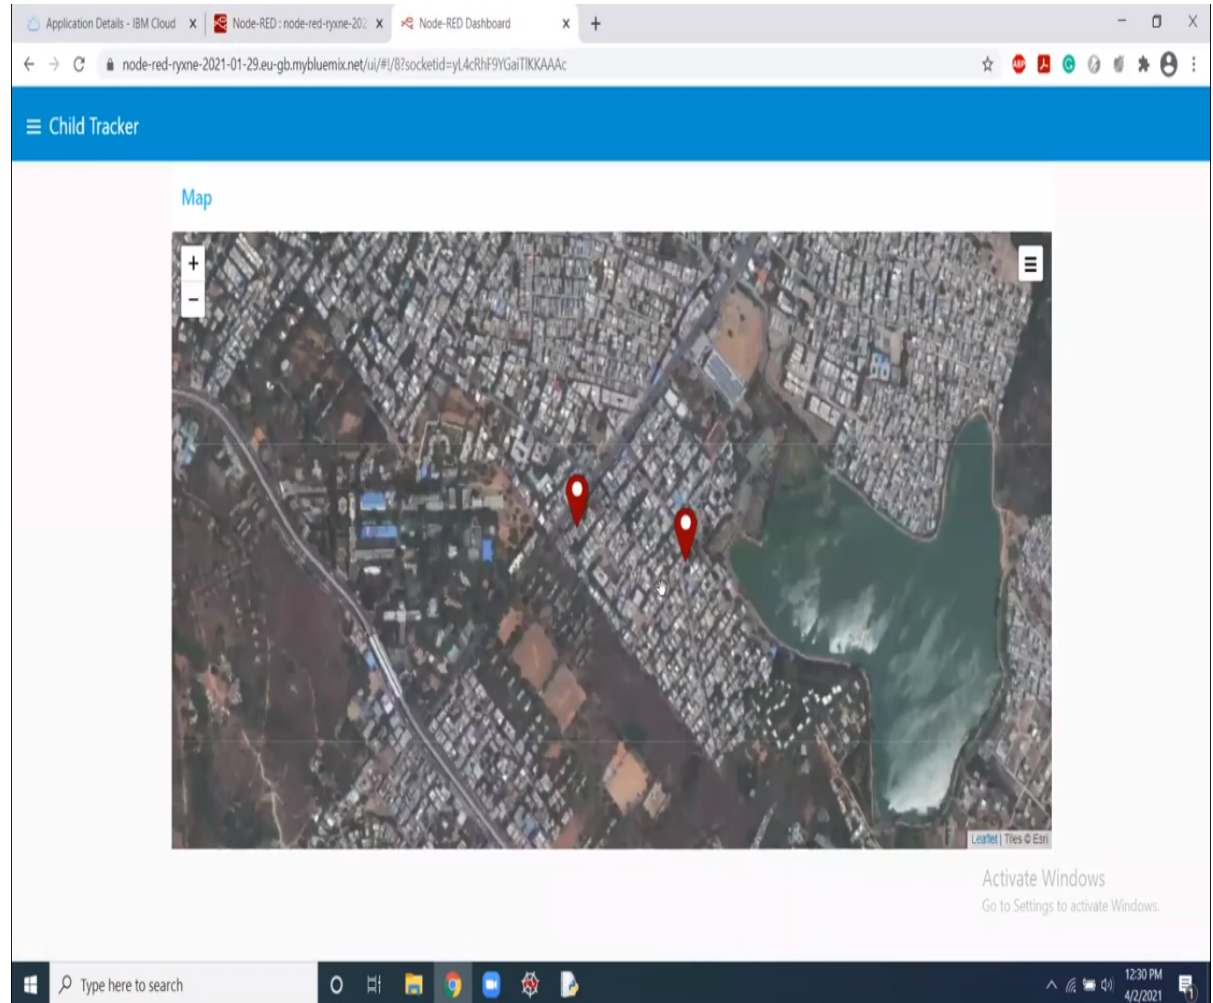 Application Details - IBM Cloud
Node-RED : node-red-ryxne-202
Node-RED Dashboard
node-red-ryxne-2021-01-29.eu-gb.mybluemix.net/ui/#!/8?socketid=yL4cRhF9YGaiTlKKAAAc
ABP
Child Tracker
Map
+
−
Leaflet | Tiles © Esri
Activate Windows
Go to Settings to activate Windows.
Type here to search
12:30 PM
4/2/2021
1